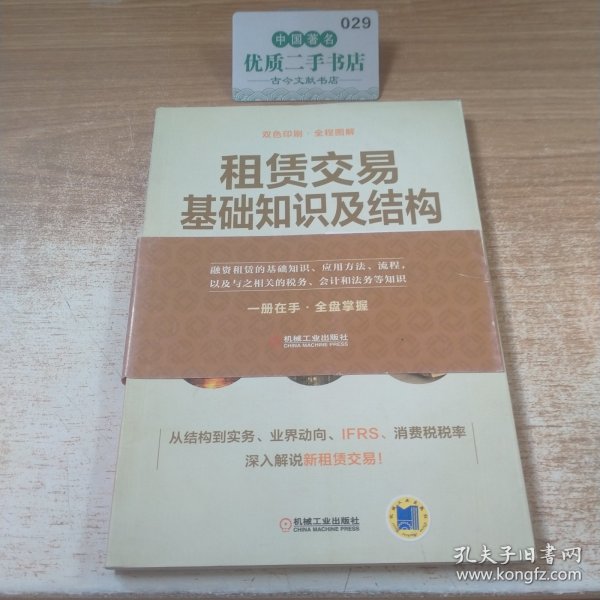 029
中国著名
优质二手书店
古今文献书店
双色印刷·全程图解
租赁交易
基础知识及结构
融资租赁的基础知识、应用方法、流程,
以及与之相关的税务、会计和法务等知识
一册在手·全盘掌握
机械工业出版社
CHINA MACHINE PRESS
从结构到实务、业界动向、IFRS、消费税税率
深入解说新租赁交易!
机械工业出版社
CHINA MACHINE PRESS
孔夫子旧书网
www.kongfz.com